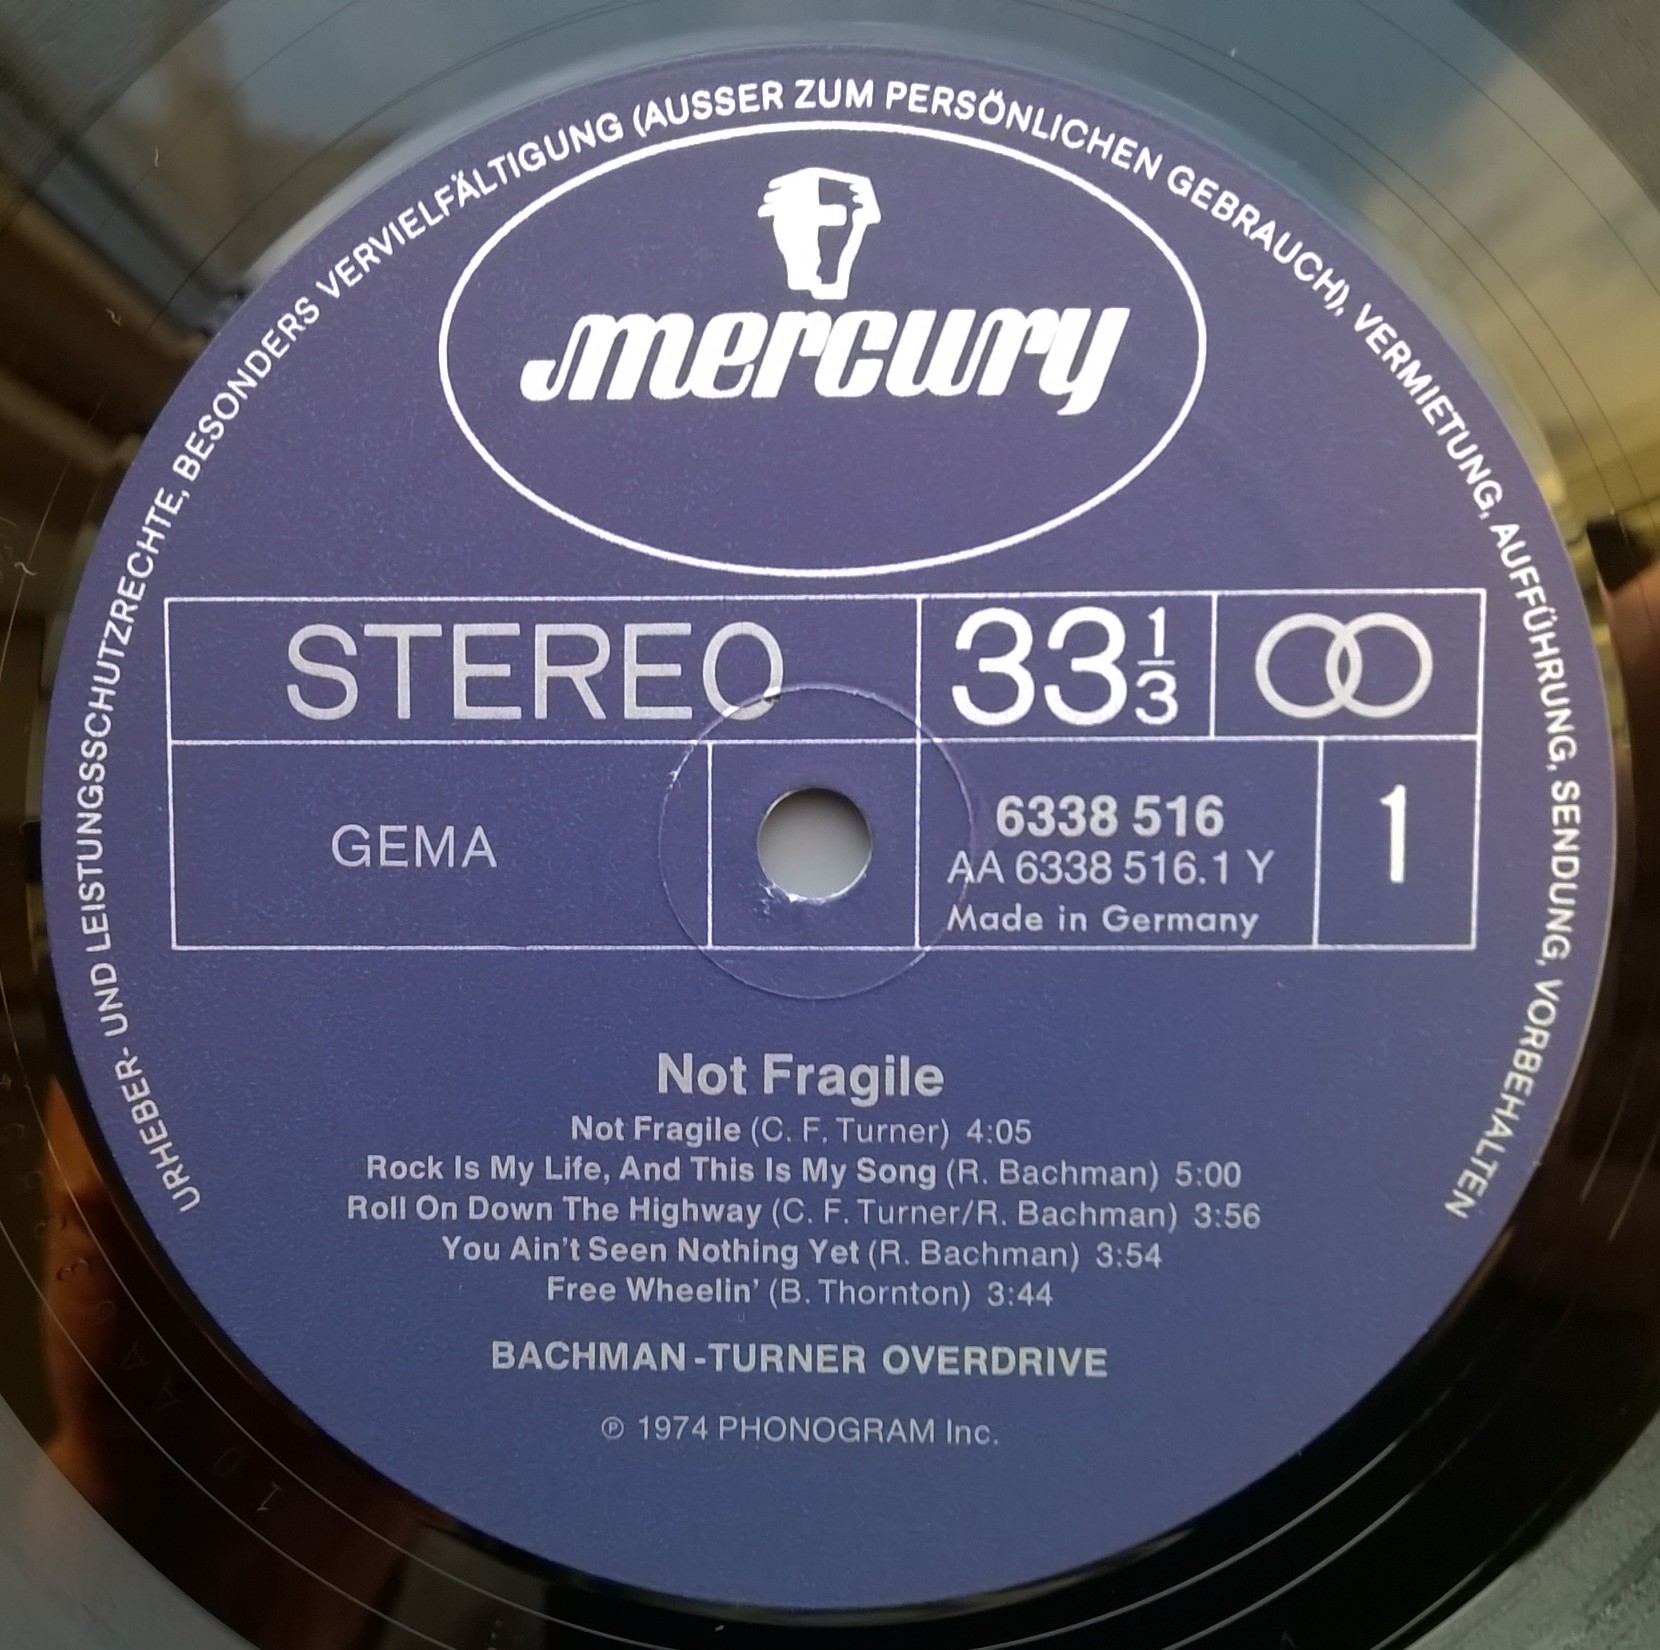 URHEBER- UND LEISTUNGSSCHUTZRECHTE, BESONDERS VERVIELFÄLTIGUNG (AUSSER ZUM PERSÖNLICHEN GEBRAUCH), VERMIETUNG, AUFFÜHRUNG, SENDUNG, VORBEHALTEN
mercury
STEREO 33 1/3
GEMA
6338 516
AA 6338 516.1 Y
Made in Germany
1
Not Fragile
Not Fragile (C. F. Turner) 4:05
Rock Is My Life, And This Is My Song (R. Bachman) 5:00
Roll On Down The Highway (C. F. Turner/R. Bachman) 3:56
You Ain't Seen Nothing Yet (R. Bachman) 3:54
Free Wheelin' (B. Thornton) 3:44
BACHMAN-TURNER OVERDRIVE
℗ 1974 PHONOGRAM Inc.